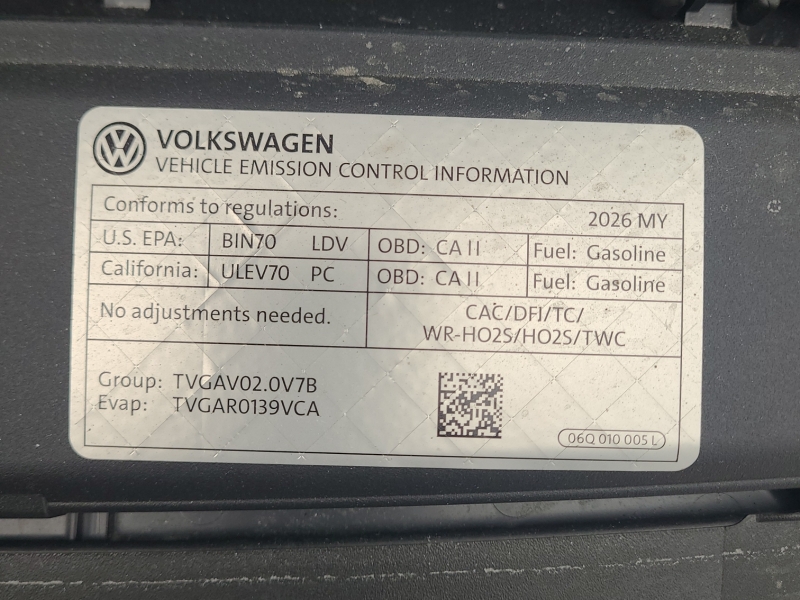 VOLKSWAGEN
VEHICLE EMISSION CONTROL INFORMATION
Conforms to regulations: 2026 MY
U.S. EPA: BIN70 LDV OBD: CA II Fuel: Gasoline
California: ULEV70 PC OBD: CA II Fuel: Gasoline
No adjustments needed.
CAC/DFI/TC/
WR-HO2S/HO2S/TWC
Group: TVGAV02.0V7B
Evap: TVGAR0139VCA
06Q 010 005 L